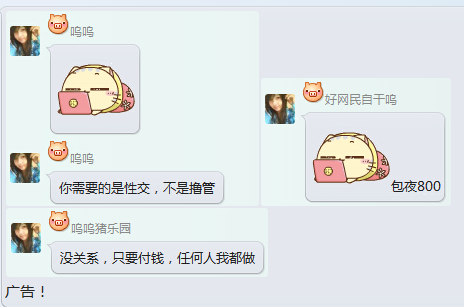 呜呜
呜呜
你需要的是性交，不是撸管
好网民自干呜
包夜800
呜呜猪乐园
没关系，只要付钱，任何人我都做
广告！